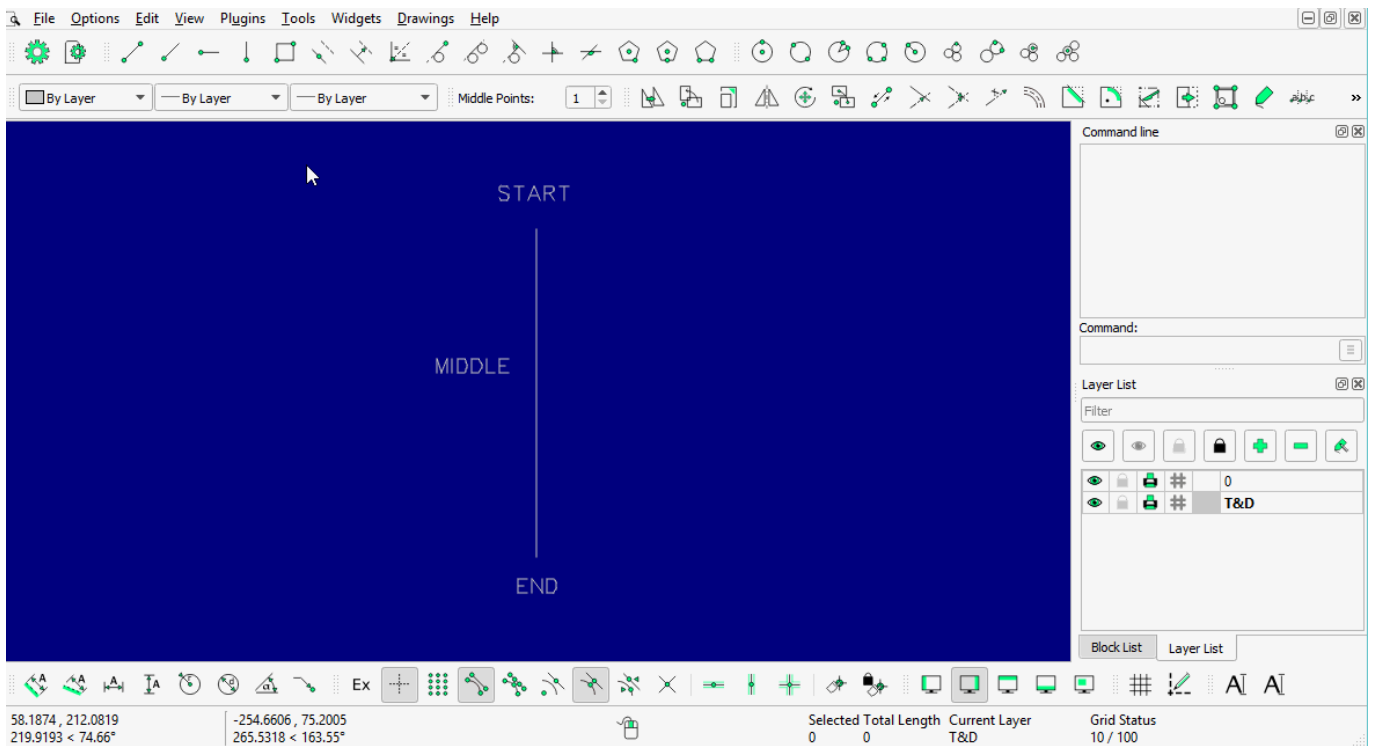 File Options Edit View Plugins Tools Widgets Drawings Help
By Layer By Layer By Layer Middle Points: 1
Command line
START
MIDDLE
END
Command:
Layer List
Filter
0
T&D
Block List Layer List
Ex
58.1874 , 212.0819
219.9193 < 74.66°
-254.6606 , 75.2005
265.5318 < 163.55°
Selected Total Length Current Layer
0 0 T&D
Grid Status
10 / 100